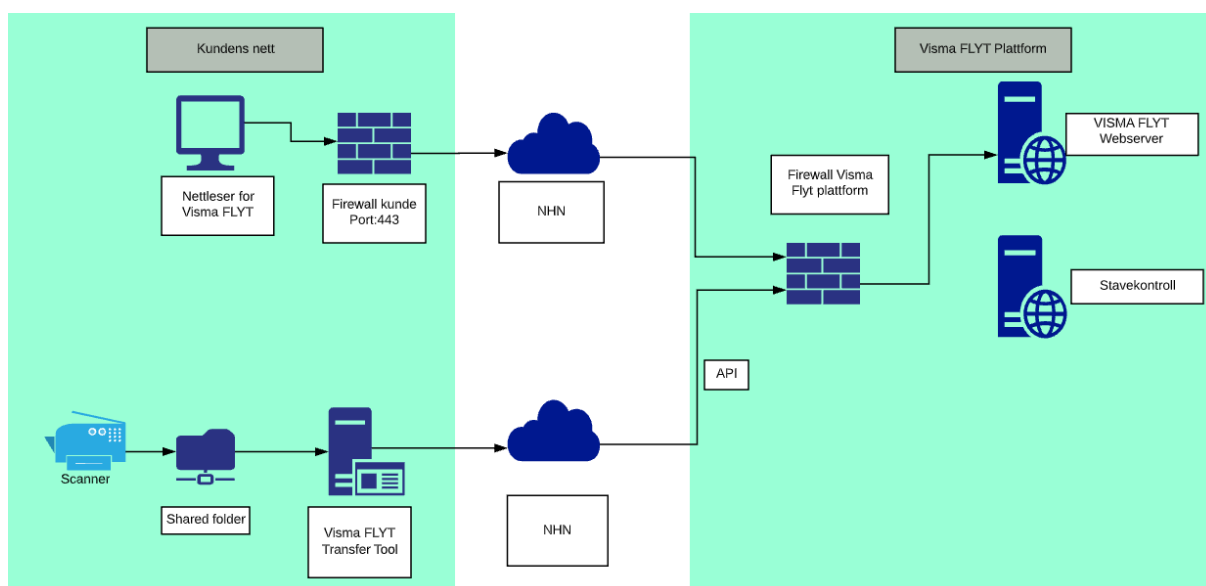 Kundens nett
Visma FLYT Plattform
VISMA FLYT
Webserver
Firewall Visma
Flyt plattform
Nettleser for
Visma FLYT
Firewall kunde
Port:443
NHN
Stavekontroll
API
Scanner
Shared folder
Visma FLYT
Transfer Tool
NHN